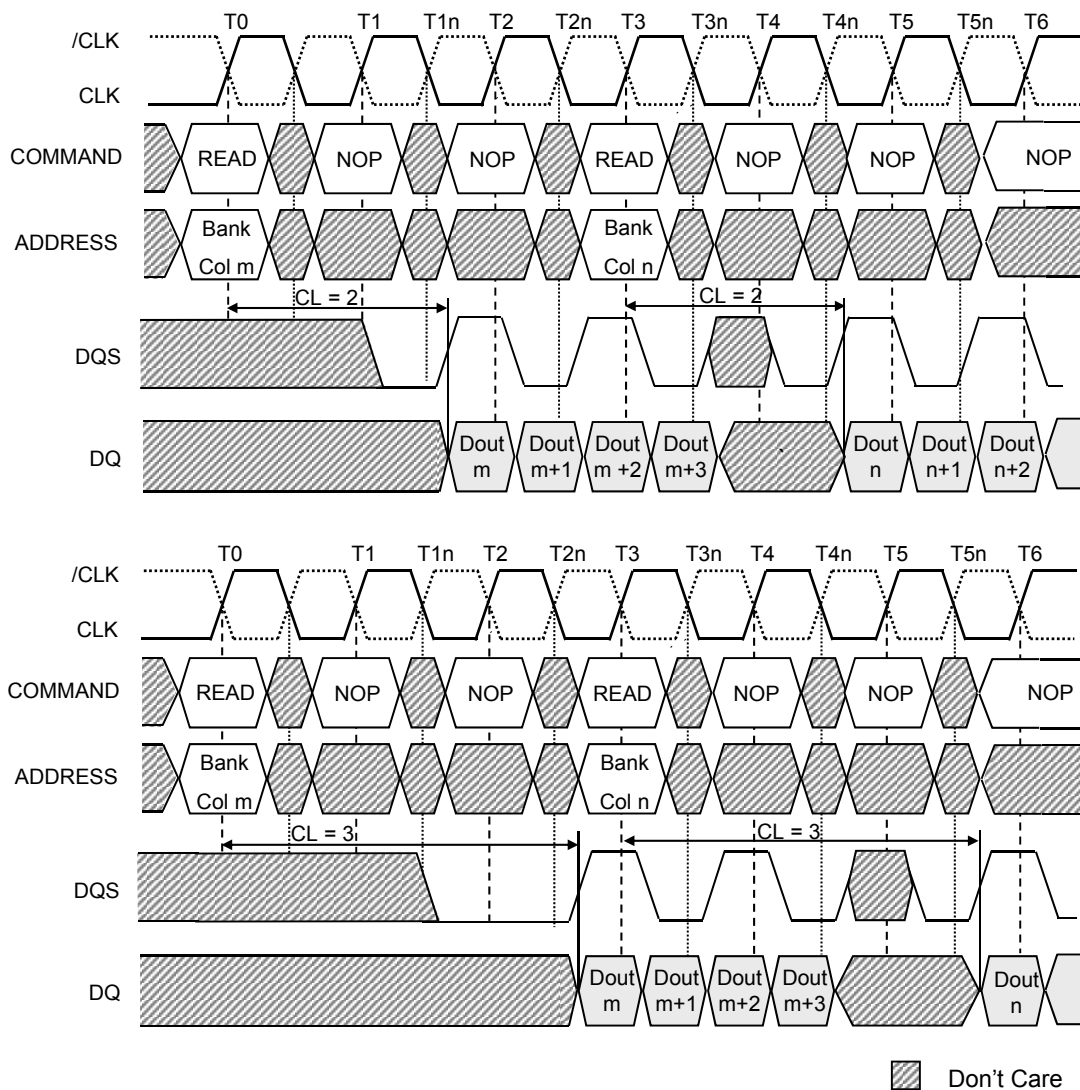 T0 T1 T1n T2 T2n T3 T3n T4 T4n T5 T5n T6
/CLK
CLK
COMMAND READ NOP NOP READ NOP NOP NOP
ADDRESS Bank Col m Bank Col n
CL = 2 CL = 2
DQS
DQ Dout m Dout m+1 Dout m +2 Dout m+3 Dout n Dout n+1 Dout n+2
T0 T1 T1n T2 T2n T3 T3n T4 T4n T5 T5n T6
/CLK
CLK
COMMAND READ NOP NOP READ NOP NOP NOP
ADDRESS Bank Col m Bank Col n
CL = 3 CL = 3
DQS
DQ Dout m Dout m+1 Dout m+2 Dout m+3 Dout n
Don't Care